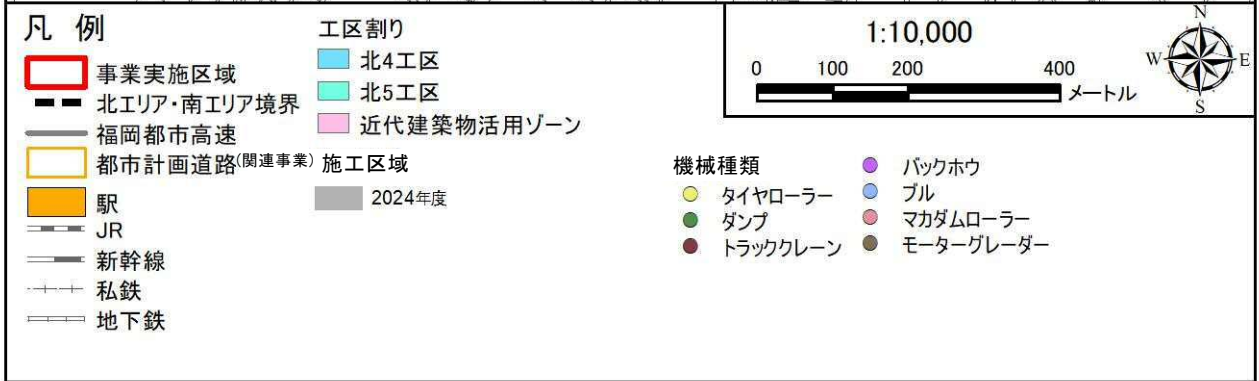 凡 例
事業実施区域
北エリア・南エリア境界
福岡都市高速
都市計画道路(関連事業)
駅
JR
新幹線
私鉄
地下鉄
工区割り
北4工区
北5工区
近代建築物活用ゾーン
施工区域
2024年度
機械種類
タイヤローラー
ダンプ
トラッククレーン
バックホウ
ブル
マカダムローラー
モーターグレーダー
1:10,000
0 100 200 400
メートル
N
W E
S